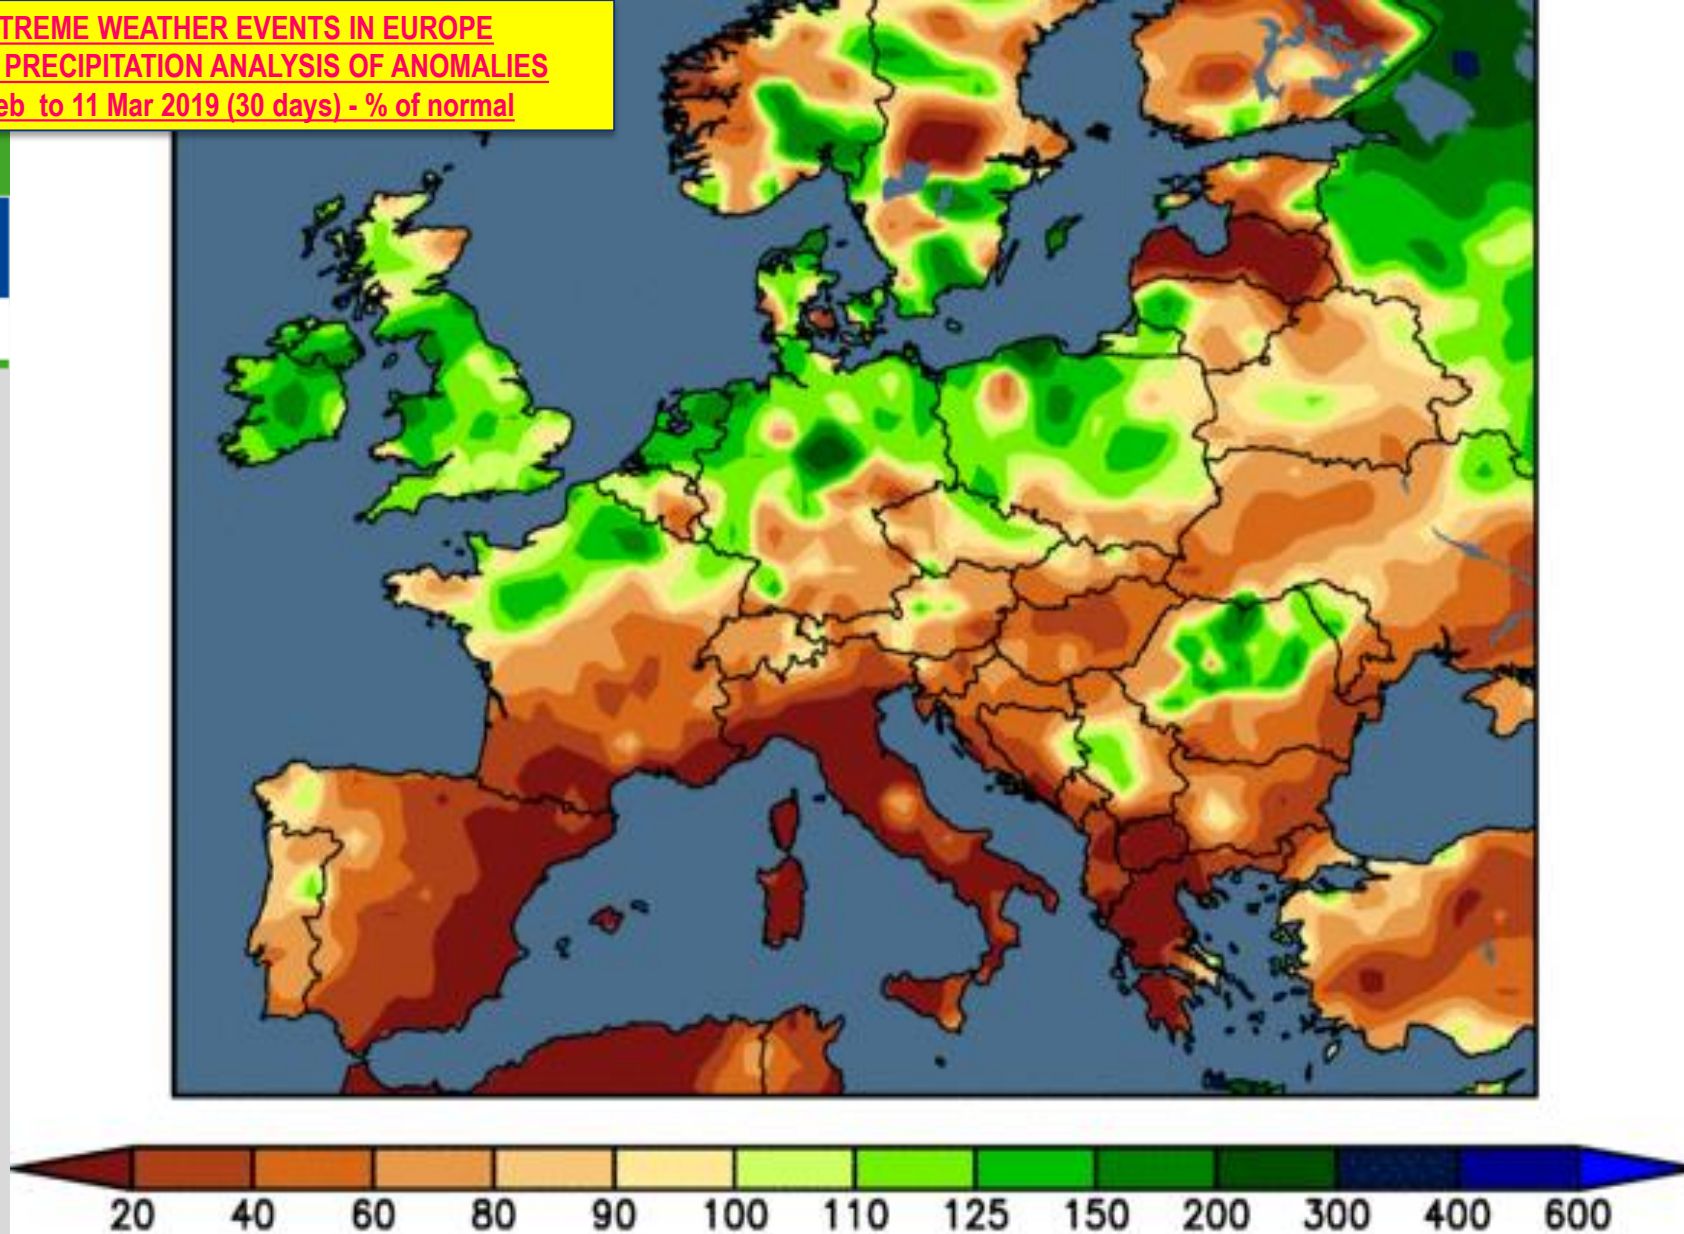 TREME WEATHER EVENTS IN EUROPE
PRECIPITATION ANALYSIS OF ANOMALIES
eb to 11 Mar 2019 (30 days) - % of normal
20 40 60 80 90 100 110 125 150 200 300 400 600